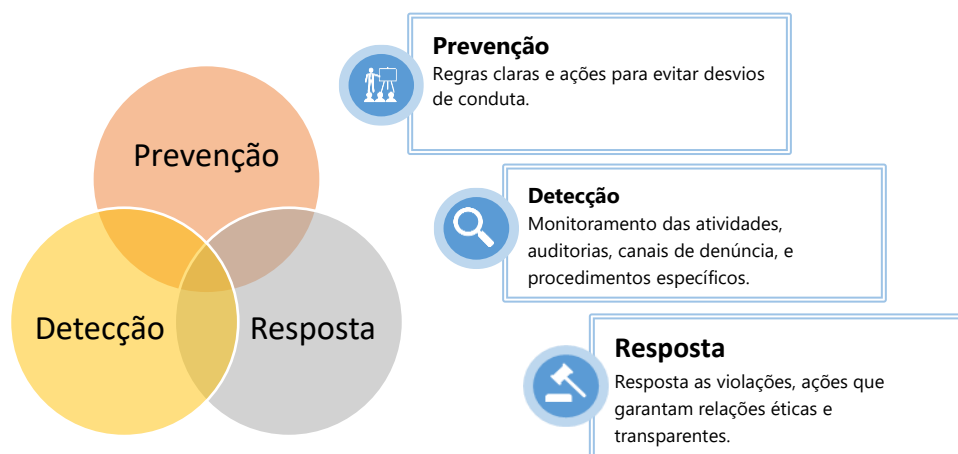 Prevenção
Detecção
Resposta
Prevenção
Regras claras e ações para evitar desvios
de conduta.
Detecção
Monitoramento das atividades,
auditorias, canais de denúncia, e
procedimentos específicos.
Resposta
Resposta as violações, ações que
garantam relações éticas e
transparentes.